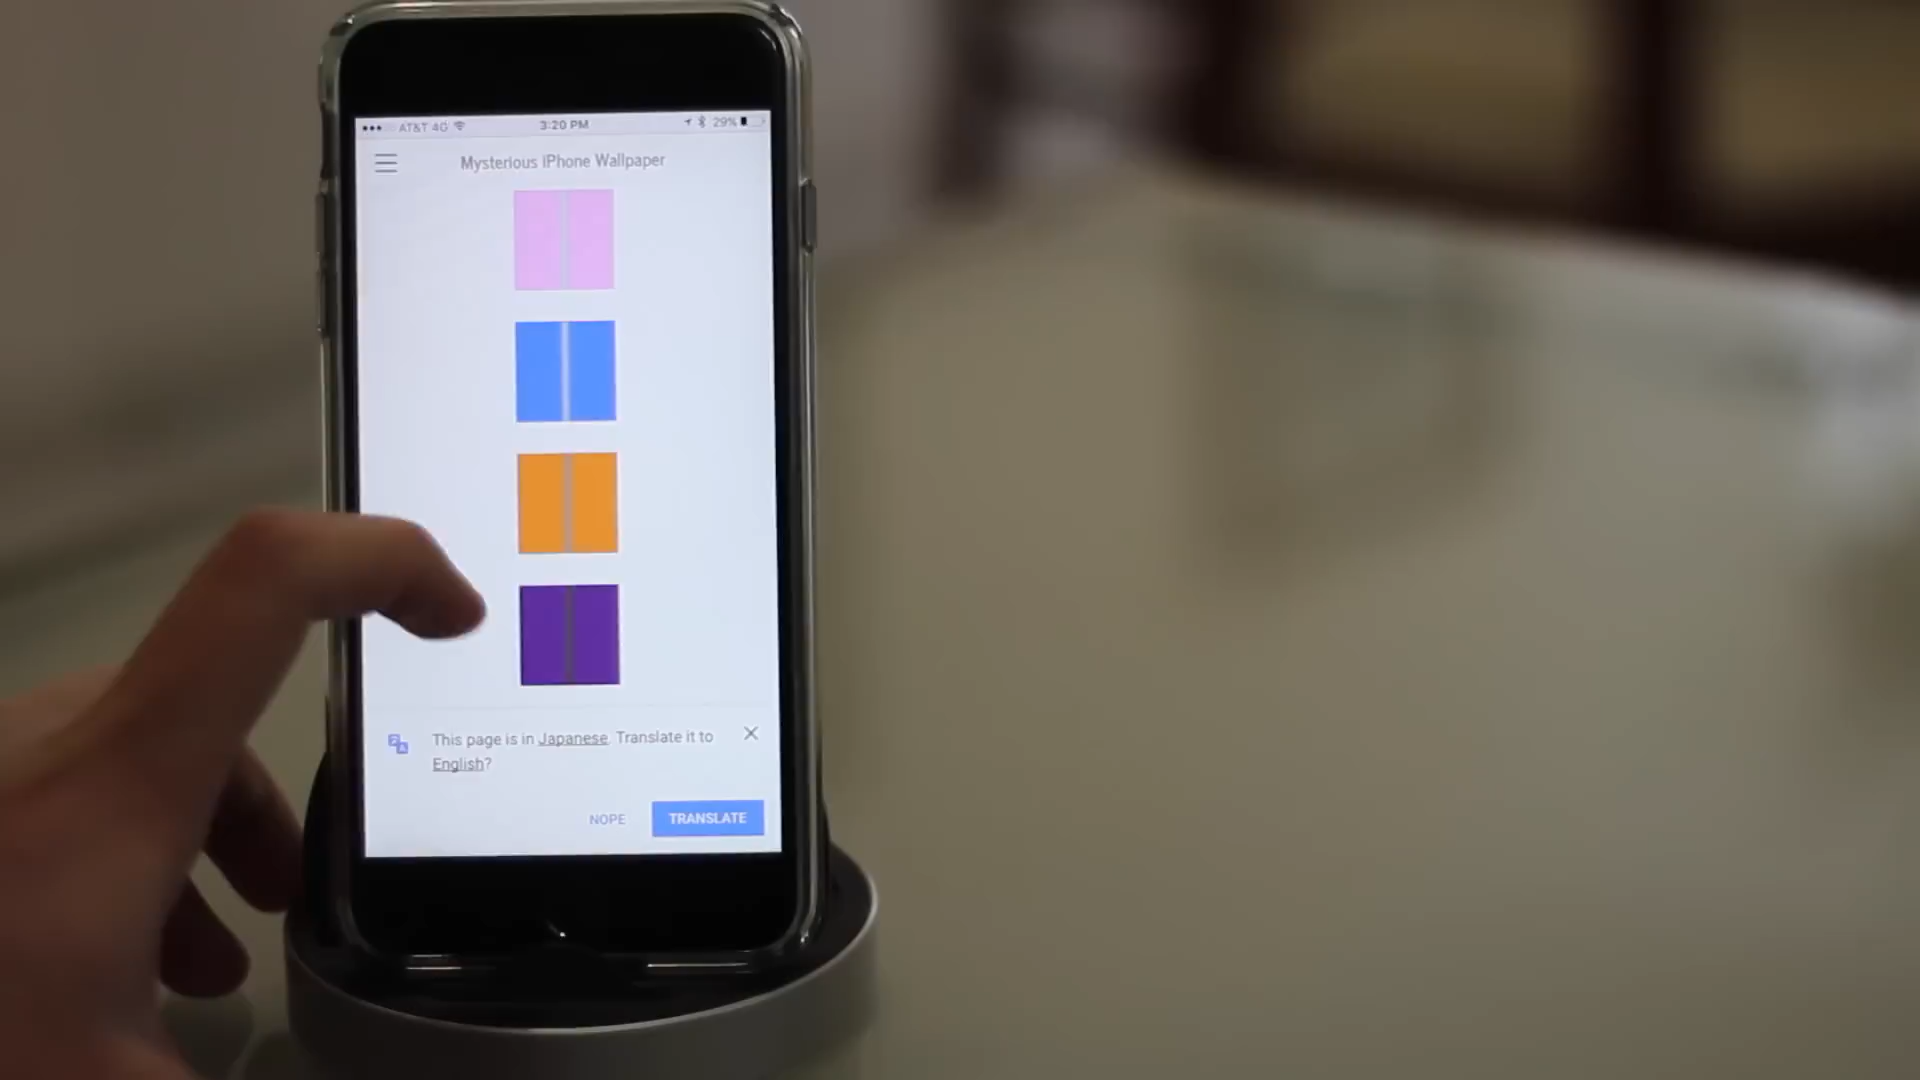 AT&T 4G 3:20 PM 29%
Mysterious iPhone Wallpaper
This page is in Japanese. Translate it to
English?
NOPE TRANSLATE